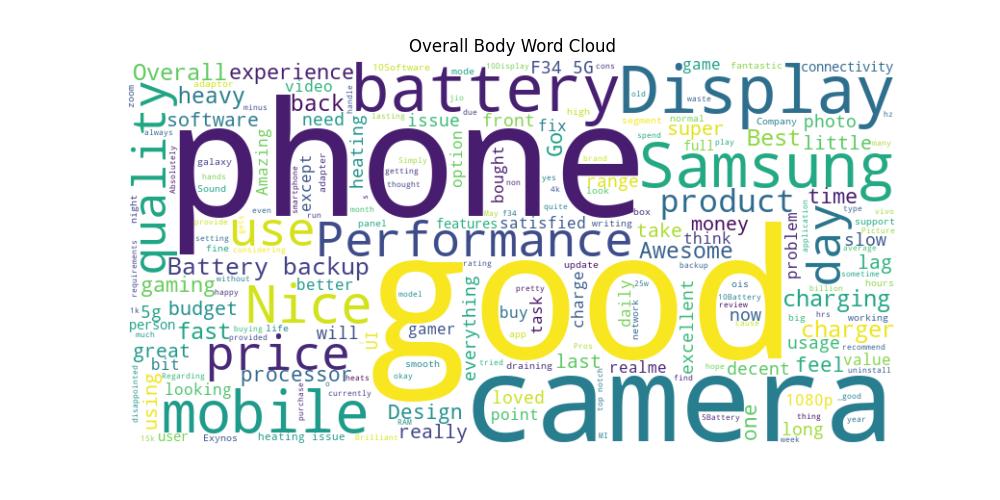 Overall Body Word Cloud
Overall
experience
battery
Display
F34 5G
10Software
10Display
cons
game
fantastic
connectivity
zoom
adaptor
heavy
video
back
mode
handle
old
waste
hz
minus
software
need
issue
front
fix
high
segment
normal
super
Company
photo
jio
due
lasting
always
quality
phone
Samsung
Best
little
many
full
play
spend
Absolutely
galaxy
hands
Sound
Amazing
smartphone
except
adapter
heating
option
Simply
getting
thought
bought
non
Go
yes
4k
quite
brand
range
look
product
time
type
vivo
night
even
run
s
month
May
f34
box
provide
use
panel
features
satisfied
writing
take
money
think
problem
day
application
support
Picture
setting
fine
considering
Performance
Awesome
slow
average
requirements
Battery backup
without
happy
better
rating
update
backup
lag
sometime
hours
billion
gaming
Nice
good
model
pretty
charge
25w
ois
10Battery
review
charging
1k
5g
budget
person
much
fast
buying
life
provided
will
UI
gamer
everything
buy
task
app
daily
network
excellent
now
cause
big
hrs
working
charger
great
bit
price
processor
heats
smooth
okay
tried
Pros
draining
last
realme
find
hope
decent
usage
recommend
feel
value
uninstall
disappointed
Regarding
looking
using
purchase
currently
loved
point
top notch
1080p
good
thing
year
mobile
Design
RAM
really
camera
5Battery
one
long
week
15k
user
Exynos
heating issue
Brilliant
MI